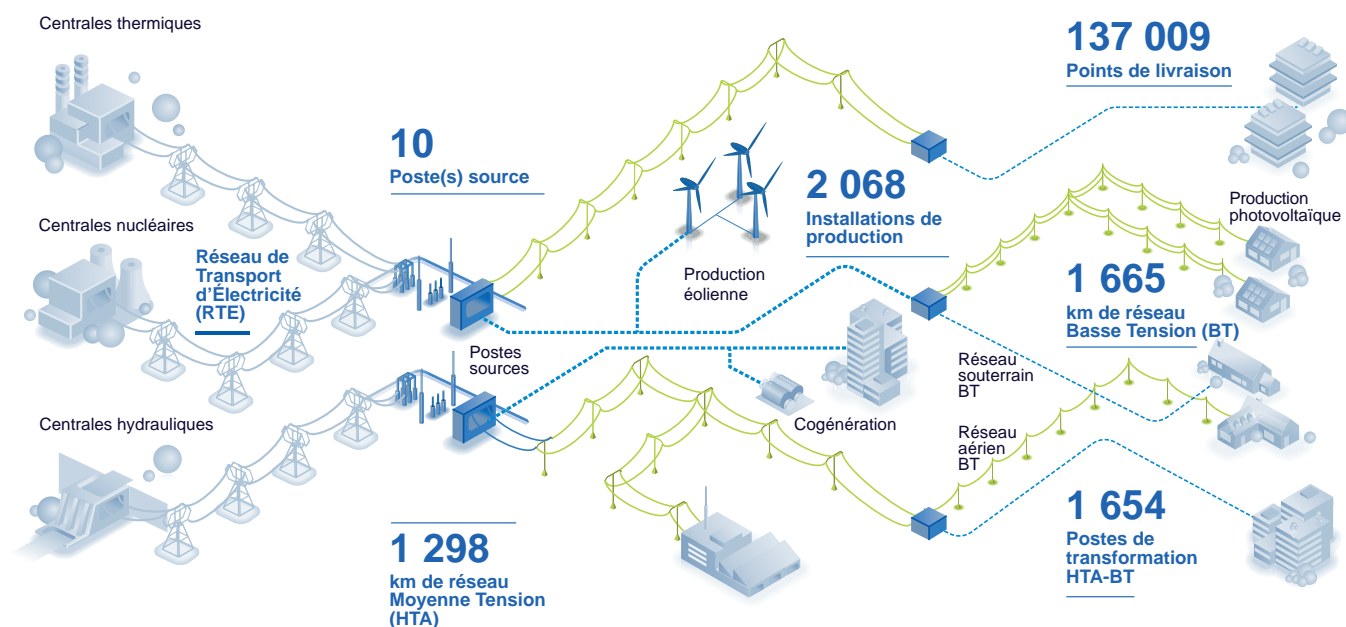 Centrales thermiques
137 009
Points de livraison
10
Poste(s) source
2 068
Installations de
production
Production
photovoltaïque
Centrales nucléaires
Réseau de
Transport
d'Électricité
(RTE)
Production
éolienne
1 665
km de réseau
Basse Tension (BT)
Postes
sources
Réseau
souterrain
BT
Centrales hydrauliques
Cogénération
Réseau
aérien
BT
1 298
km de réseau
Moyenne Tension
(HTA)
1 654
Postes de
transformation
HTA-BT